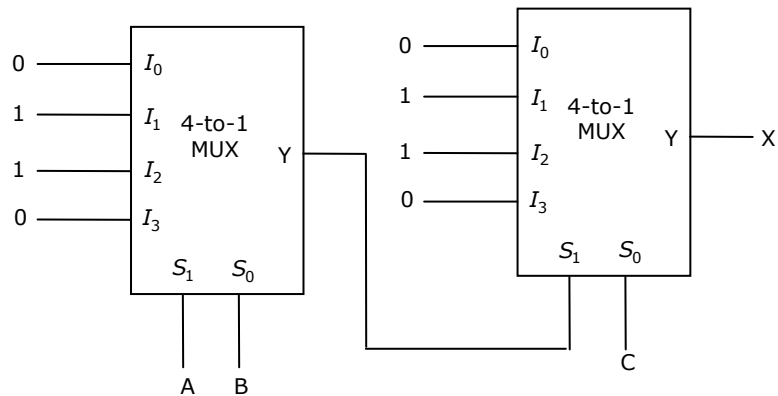 0 I₀
1 I₁
1 I₂
0 I₃
4-to-1
MUX
Y
S₁ S₀
A B
0 I₀
1 I₁
1 I₂
0 I₃
4-to-1
MUX
Y X
S₁ S₀
C